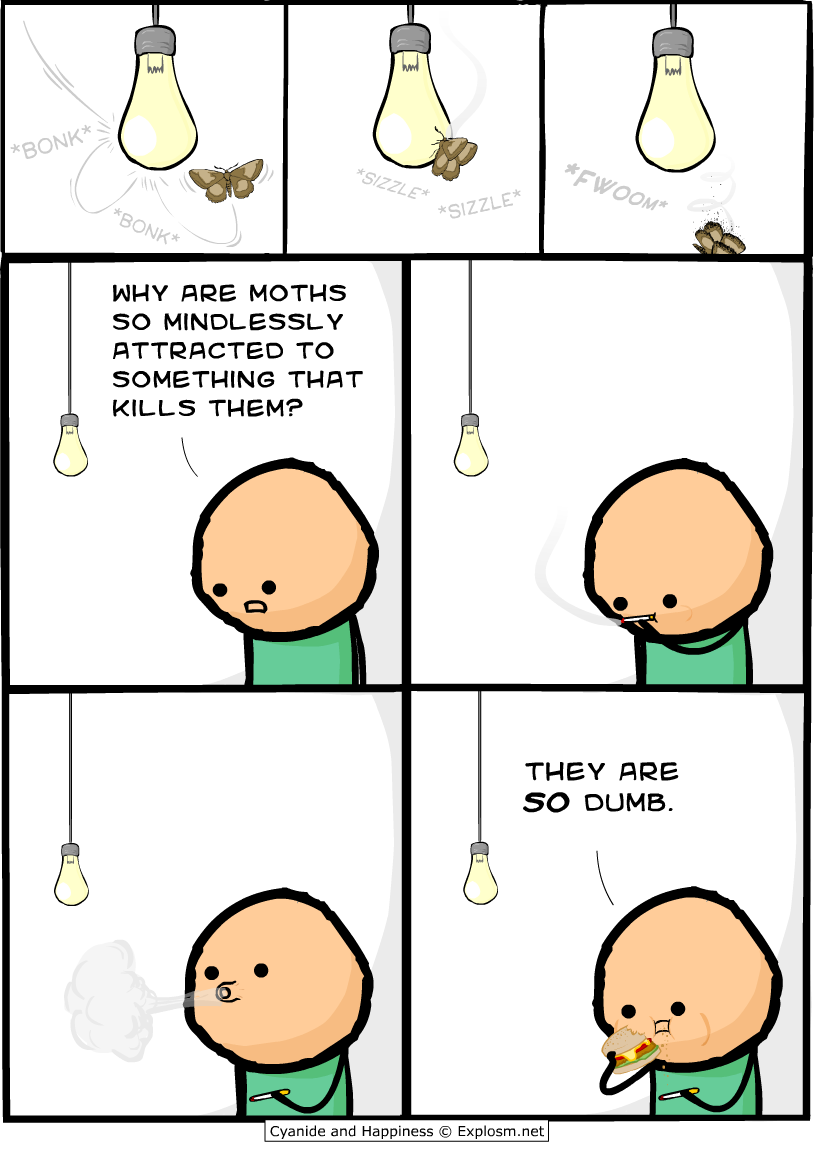 *BONK*
*BONK*
*SIZZLE*
*SIZZLE*
*FWOOM*
WHY ARE MOTHS
SO MINDLESSLY
ATTRACTED TO
SOMETHING THAT
KILLS THEM?
THEY ARE
SO DUMB.
Cyanide and Happiness © Explosm.net